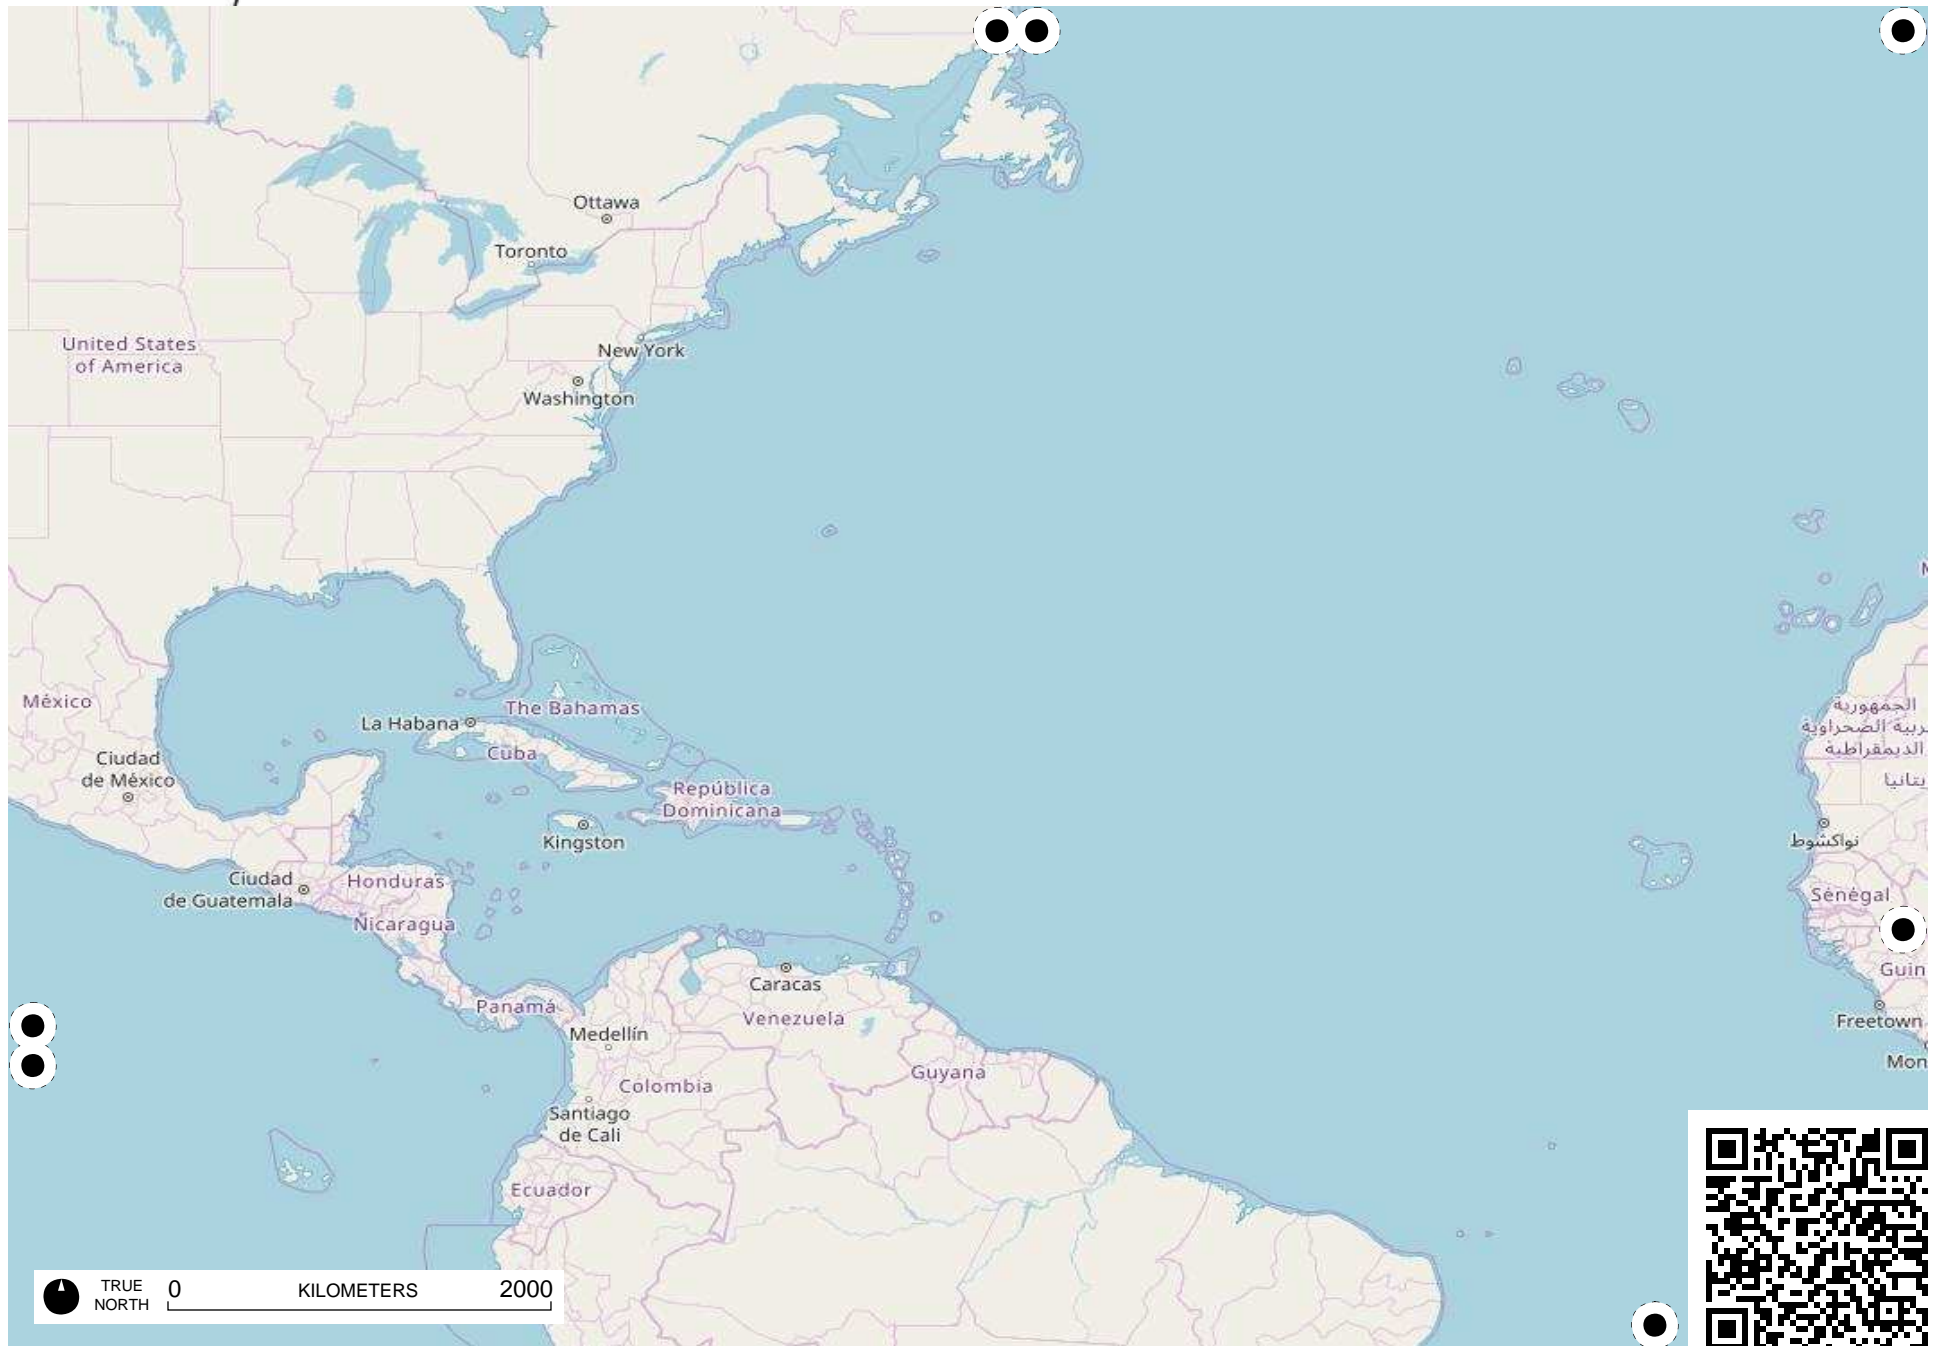 Ottawa
Toronto
United States
of America
New York
Washington
México
La Habana
The Bahamas
Cuba
Ciudad
de México
República
Dominicana
Kingston
Ciudad
de Guatemala
Honduras
Nicaragua
Caracas
Panamá
Venezuela
Medellín
Colombia
Guyana
Santiago
de Cali
Ecuador
الجمهورية
ربية الصحراوية
الديمقراطية
يتانيا
نواكشوط
Sénégal
Guin
Freetown
Mon
TRUE
NORTH
0 KILOMETERS 2000